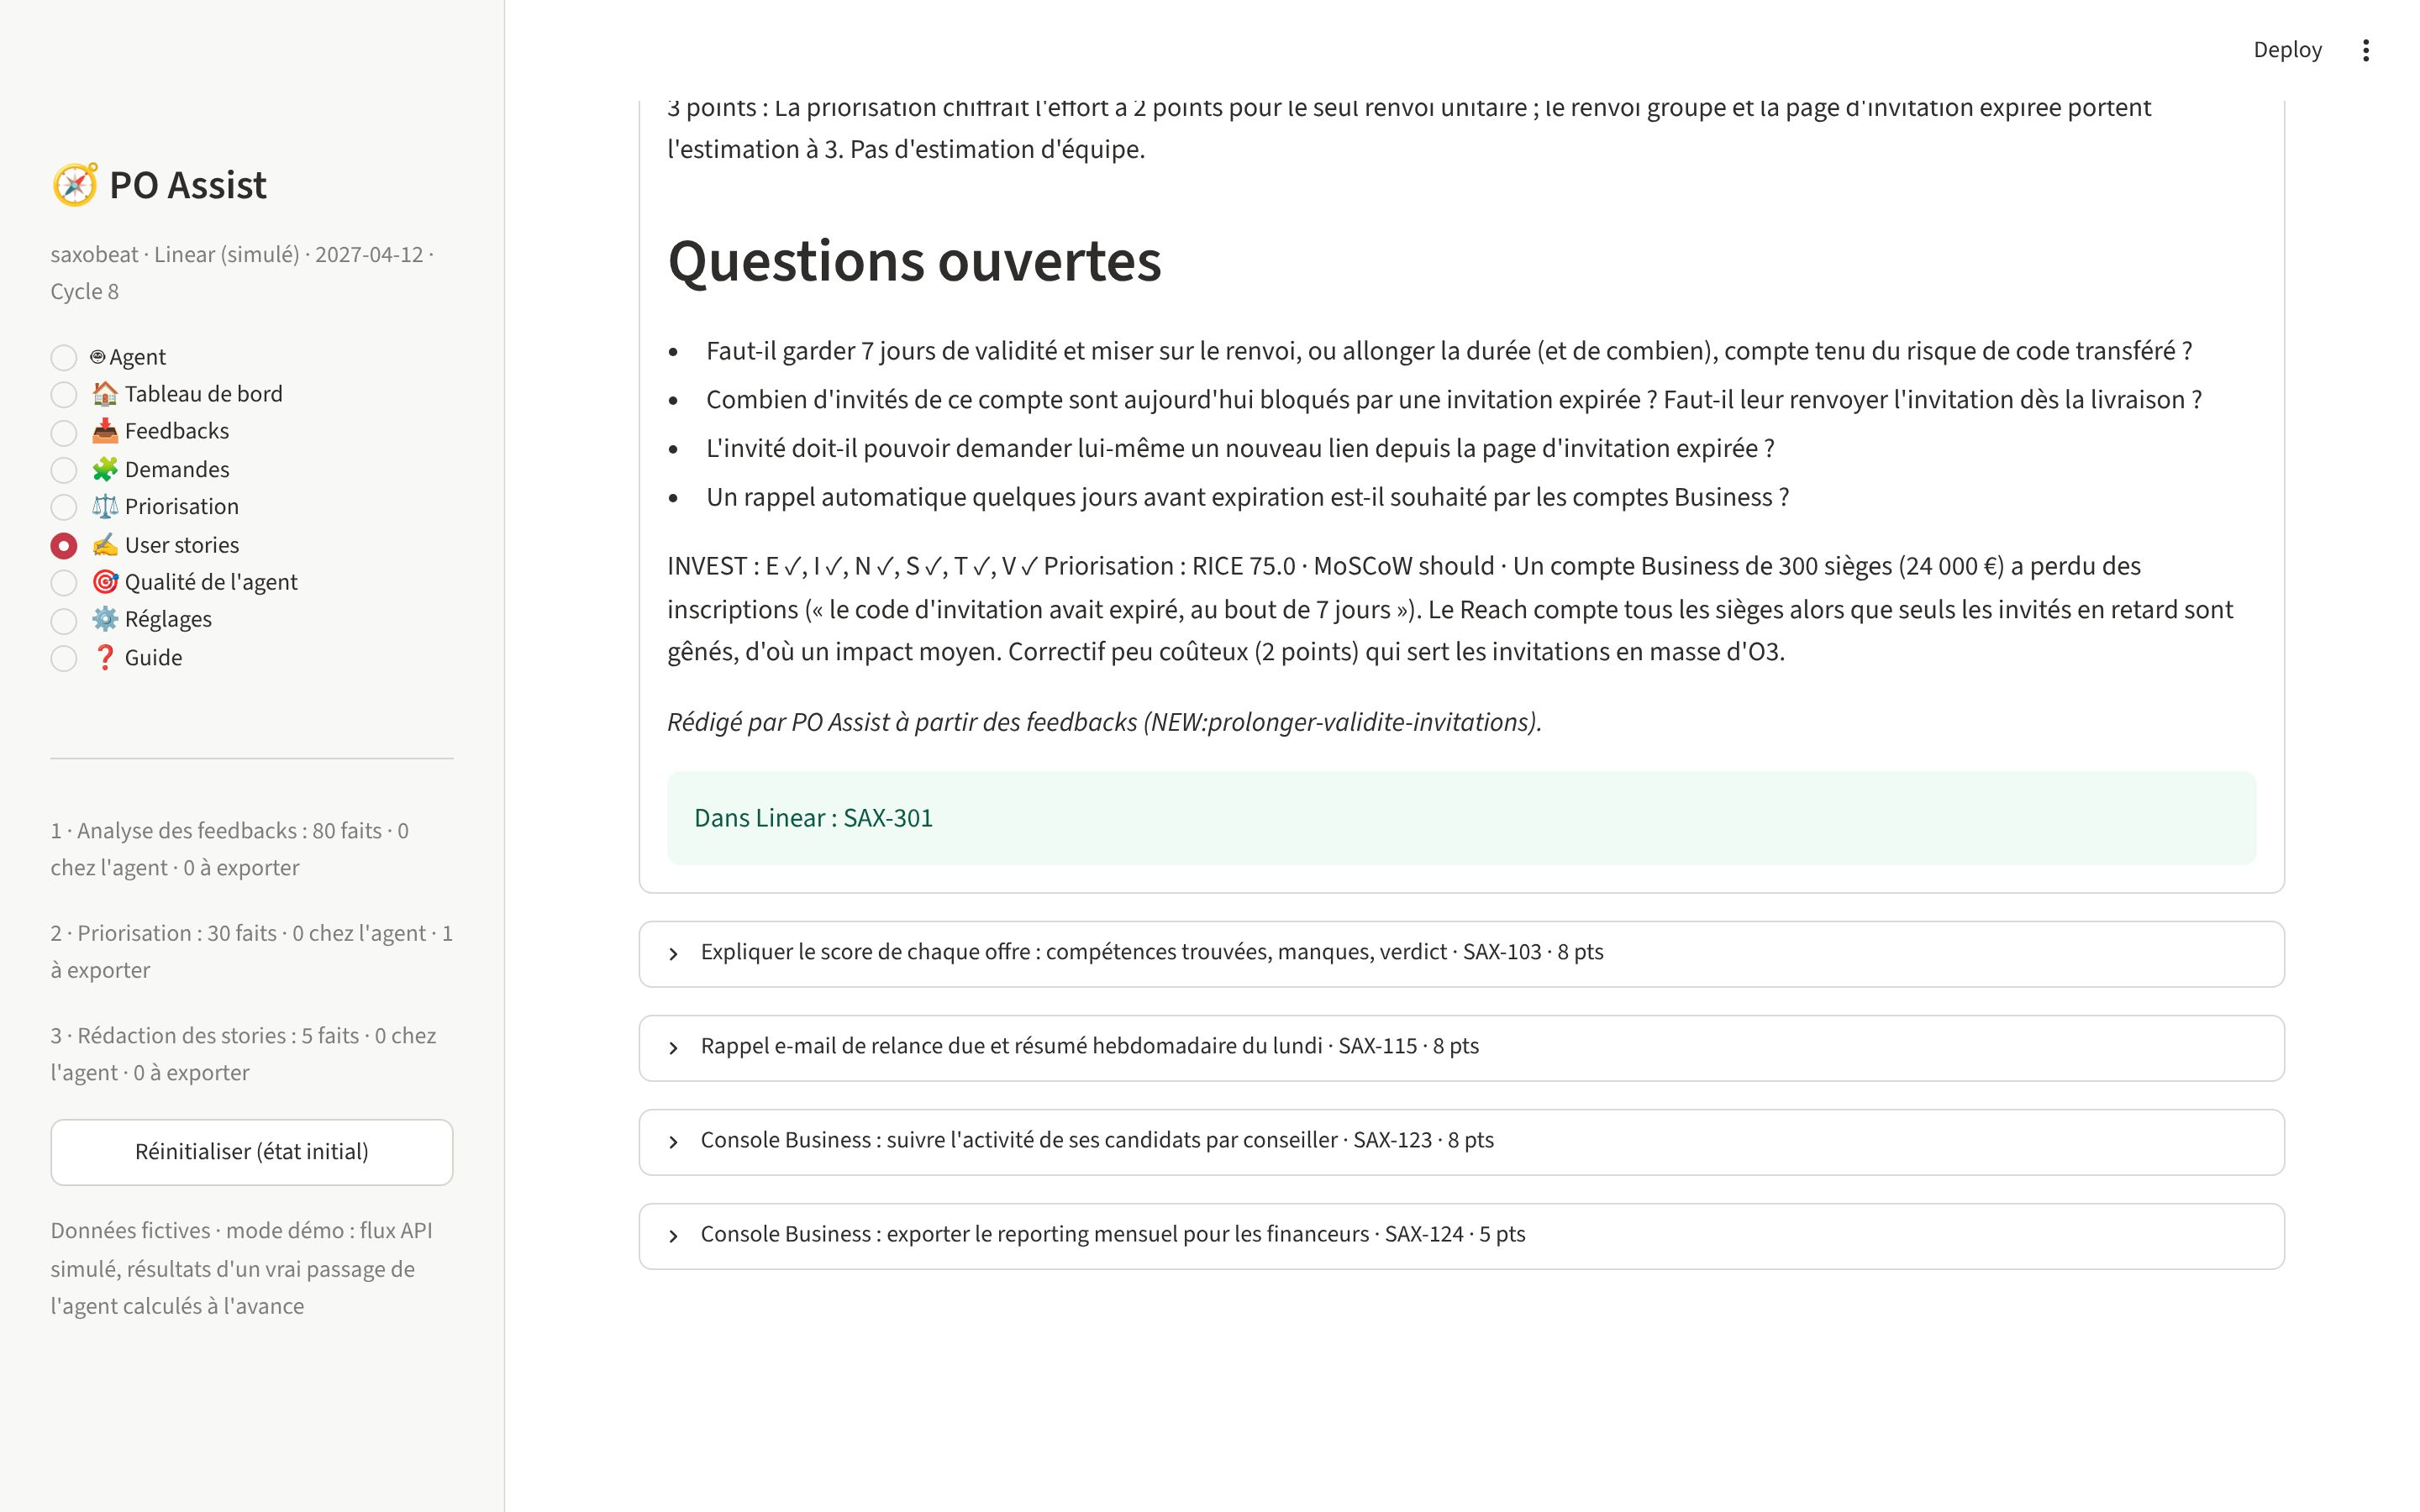 Deploy
PO Assist
saxobeat · Linear (simulé) · 2027-04-12 ·
Cycle 8
Agent
Tableau de bord
Feedbacks
Demandes
Priorisation
User stories
Qualité de l'agent
Réglages
Guide
1 · Analyse des feedbacks : 80 faits · 0
chez l'agent · 0 à exporter
2 · Priorisation : 30 faits · 0 chez l'agent · 1
à exporter
3 · Rédaction des stories : 5 faits · 0 chez
l'agent · 0 à exporter
Réinitialiser (état initial)
Données fictives · mode démo : flux API
simulé, résultats d'un vrai passage de
l'agent calculés à l'avance
3 points : La priorisation chiffrait l'effort à 2 points pour le seul renvoi unitaire ; le renvoi groupé et la page d'invitation expirée portent
l'estimation à 3. Pas d'estimation d'équipe.
Questions ouvertes
• Faut-il garder 7 jours de validité et miser sur le renvoi, ou allonger la durée (et de combien), compte tenu du risque de code transféré ?
• Combien d'invités de ce compte sont aujourd'hui bloqués par une invitation expirée ? Faut-il leur renvoyer l'invitation dès la livraison ?
• L'invité doit-il pouvoir demander lui-même un nouveau lien depuis la page d'invitation expirée ?
• Un rappel automatique quelques jours avant expiration est-il souhaité par les comptes Business ?
INVEST : E ✓, I ✓, N ✓, S ✓, T ✓, V ✓ Priorisation : RICE 75.0 · MoSCoW should · Un compte Business de 300 sièges (24 000 €) a perdu des
inscriptions (« le code d'invitation avait expiré, au bout de 7 jours »). Le Reach compte tous les sièges alors que seuls les invités en retard sont
gênés, d'où un impact moyen. Correctif peu coûteux (2 points) qui sert les invitations en masse d'O3.
Rédigé par PO Assist à partir des feedbacks (NEW:prolonger-validite-invitations).
Dans Linear : SAX-301
Expliquer le score de chaque offre : compétences trouvées, manques, verdict · SAX-103 · 8 pts
Rappel e-mail de relance due et résumé hebdomadaire du lundi · SAX-115 · 8 pts
Console Business : suivre l'activité de ses candidats par conseiller · SAX-123 · 8 pts
Console Business : exporter le reporting mensuel pour les financeurs · SAX-124 · 5 pts